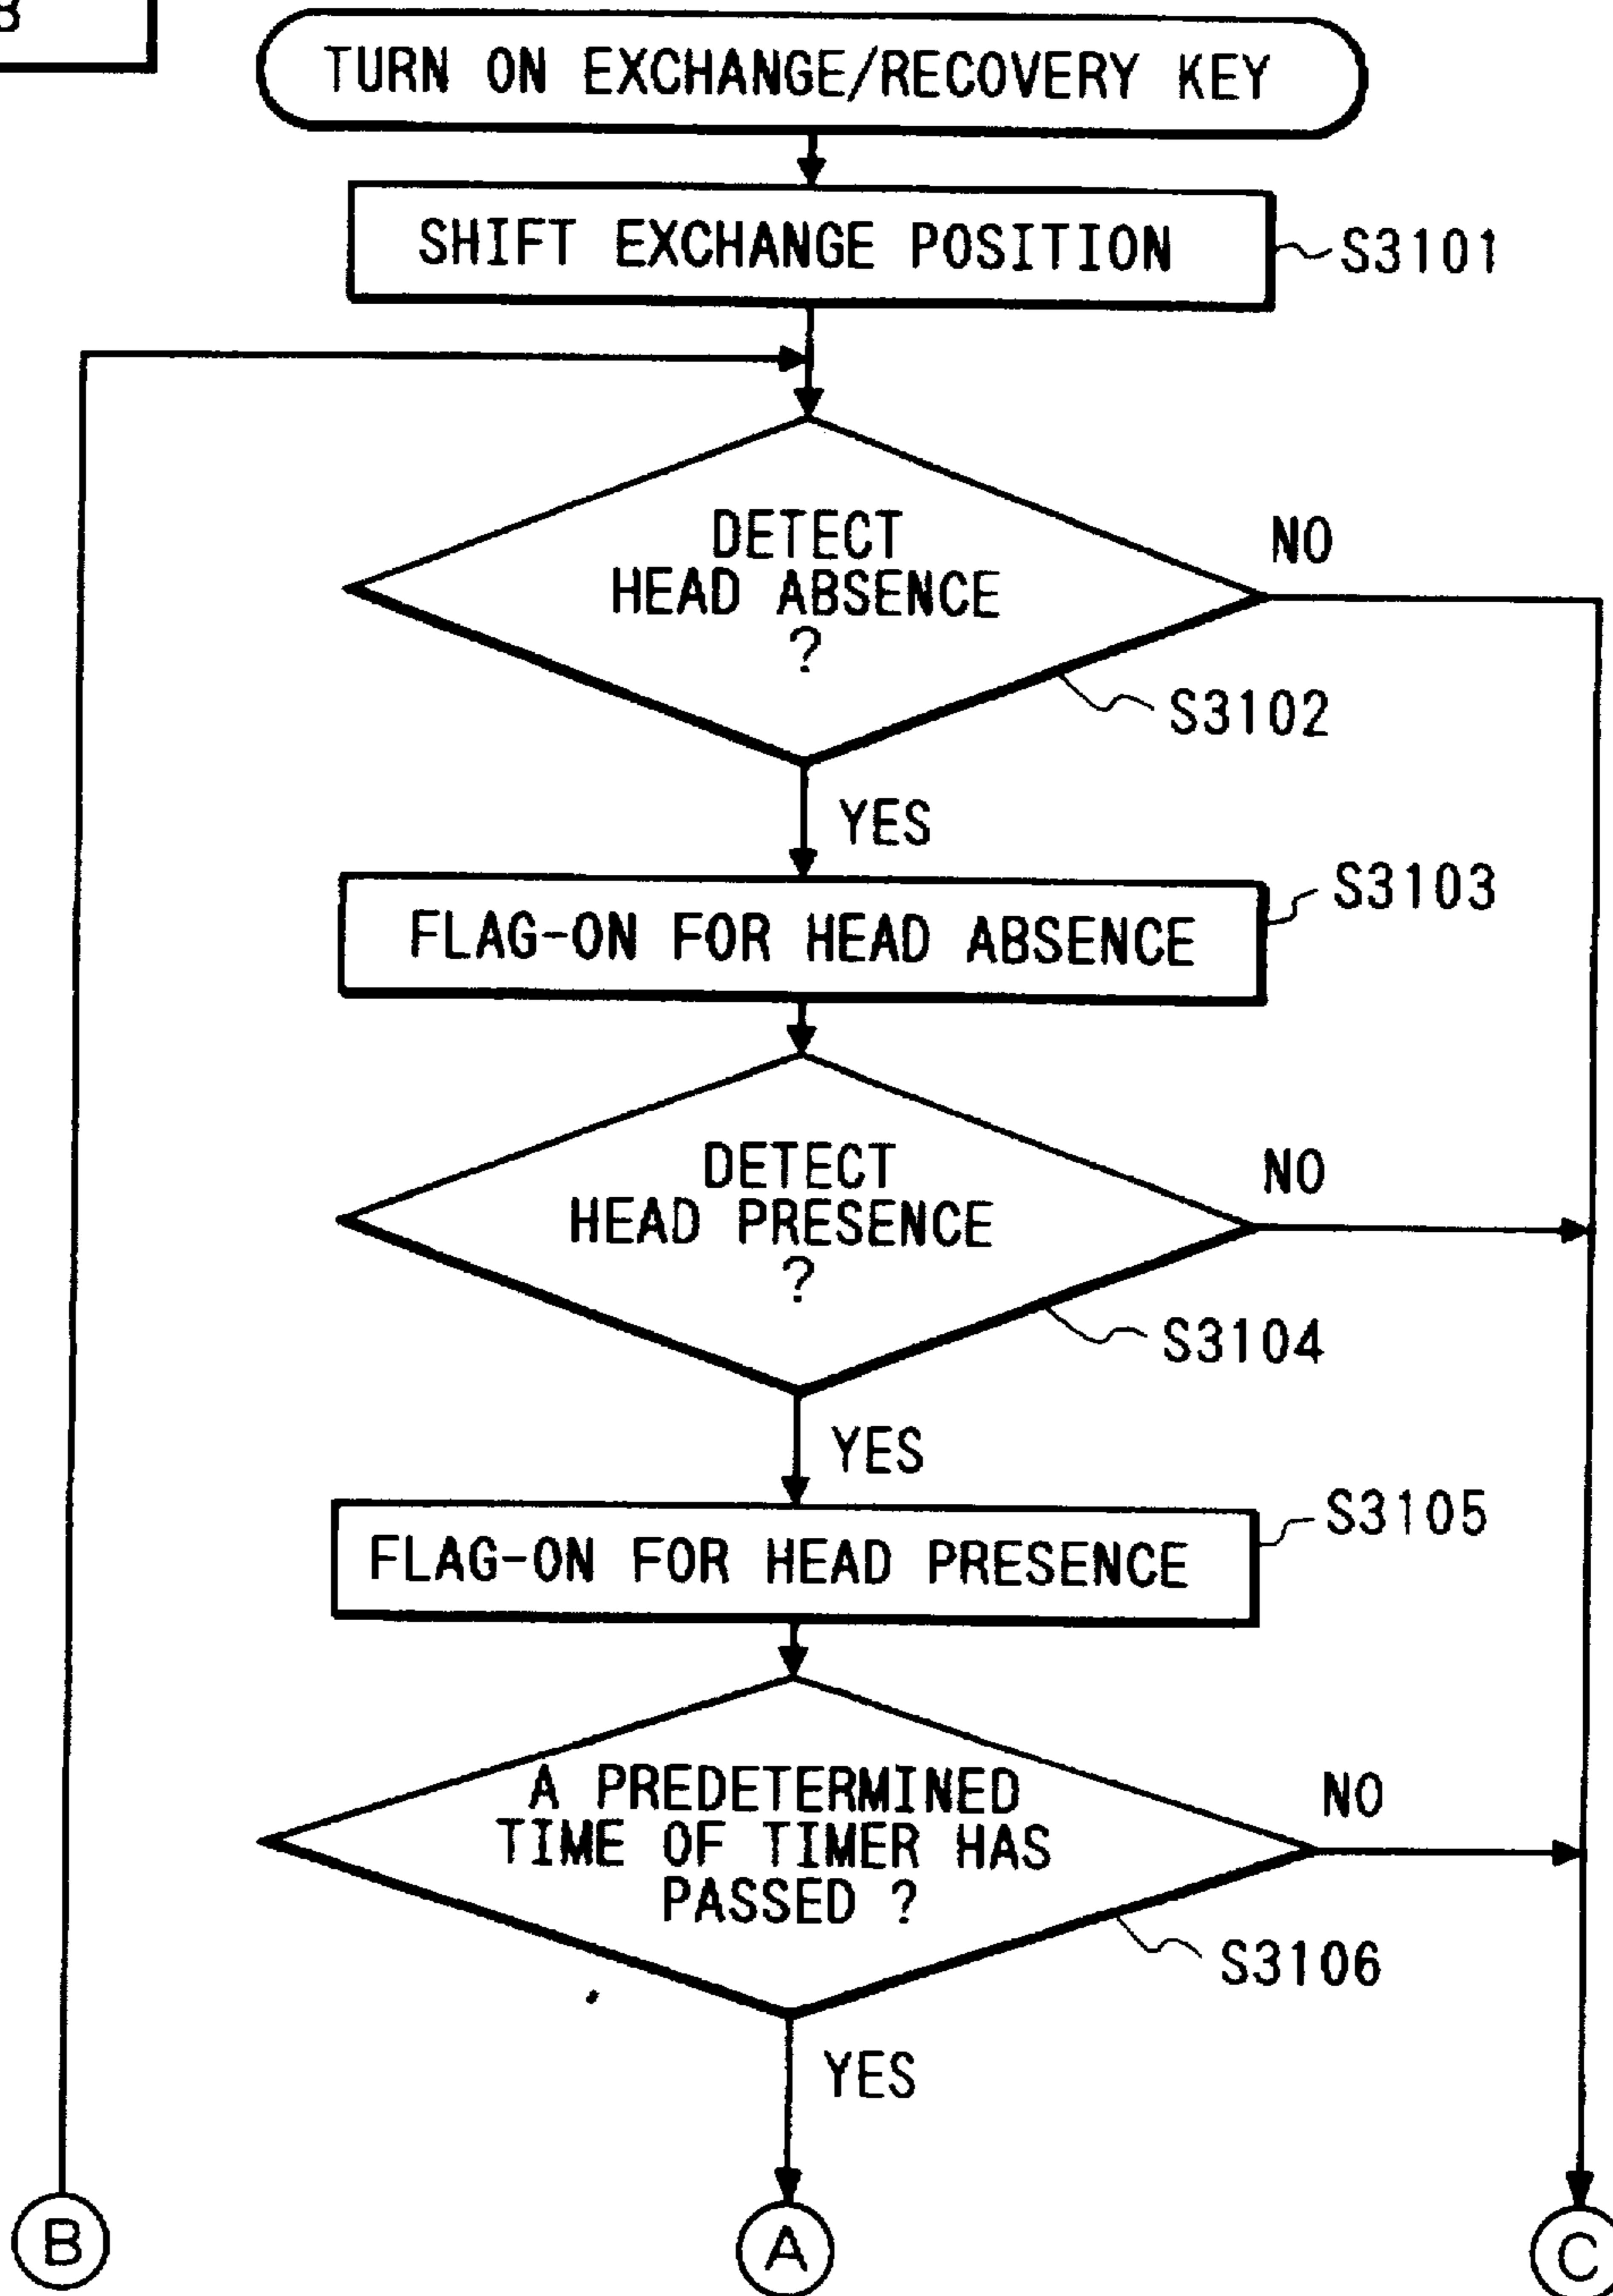 TURN ON EXCHANGE/RECOVERY KEY
SHIFT EXCHANGE POSITION
S3101
DETECT
HEAD ABSENCE
?
NO
S3102
YES
S3103
FLAG-ON FOR HEAD ABSENCE
DETECT
HEAD PRESENCE
?
NO
S3104
YES
S3105
FLAG-ON FOR HEAD PRESENCE
A PREDETERMINED
TIME OF TIMER HAS
PASSED ?
NO
S3106
YES
B
A
C